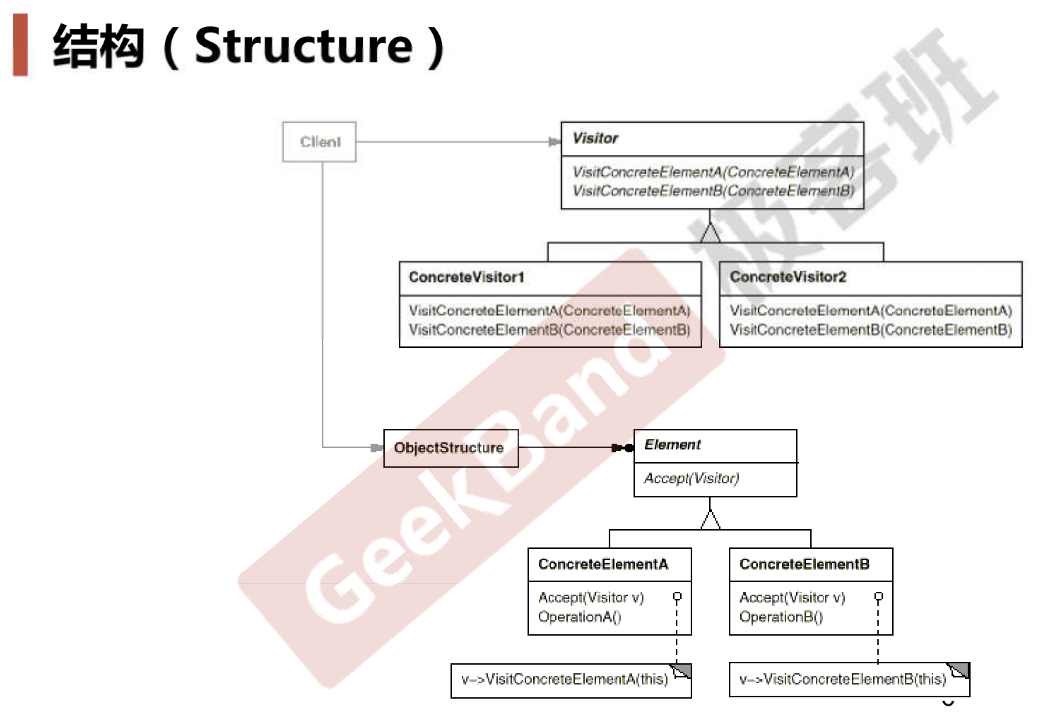 结构（Structure）
极客班
Client
Visitor
VisitConcreteElementA(ConcreteElementA)
VisitConcreteElementB(ConcreteElementB)
ConcreteVisitor1
VisitConcreteElementA(ConcreteElementA)
VisitConcreteElementB(ConcreteElementB)
ConcreteVisitor2
VisitConcreteElementA(ConcreteElementA)
VisitConcreteElementB(ConcreteElementB)
GeekBand
ObjectStructure
Element
Accept(Visitor)
ConcreteElementA
Accept(Visitor v)
OperationA()
ConcreteElementB
Accept(Visitor v)
OperationB()
v–>VisitConcreteElementA(this)
v–>VisitConcreteElementB(this)